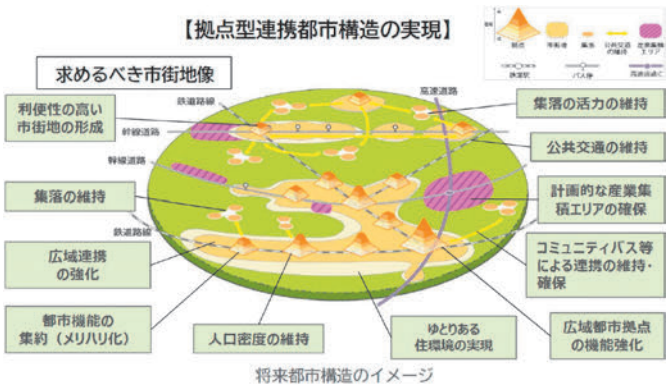 【拠点型連携都市構造の実現】
拠点
市街地
集落
公共交通
の維持
産業集積
エリア
鉄道駅
バス停
求めるべき市街地像
利便性の高い
市街地の形成
鉄道路線
高速道路
集落の活力の維持
幹線道路
公共交通の維持
幹線道路
集落の維持
計画的な産業集
積エリアの確保
鉄道路線
広域連携
の強化
コミュニティバス等
による連携の維持・
確保
都市機能の
集約（メリハリ化）
人口密度の維持
ゆとりある
住環境の実現
広域都市拠点
の機能強化
将来都市構造のイメージ